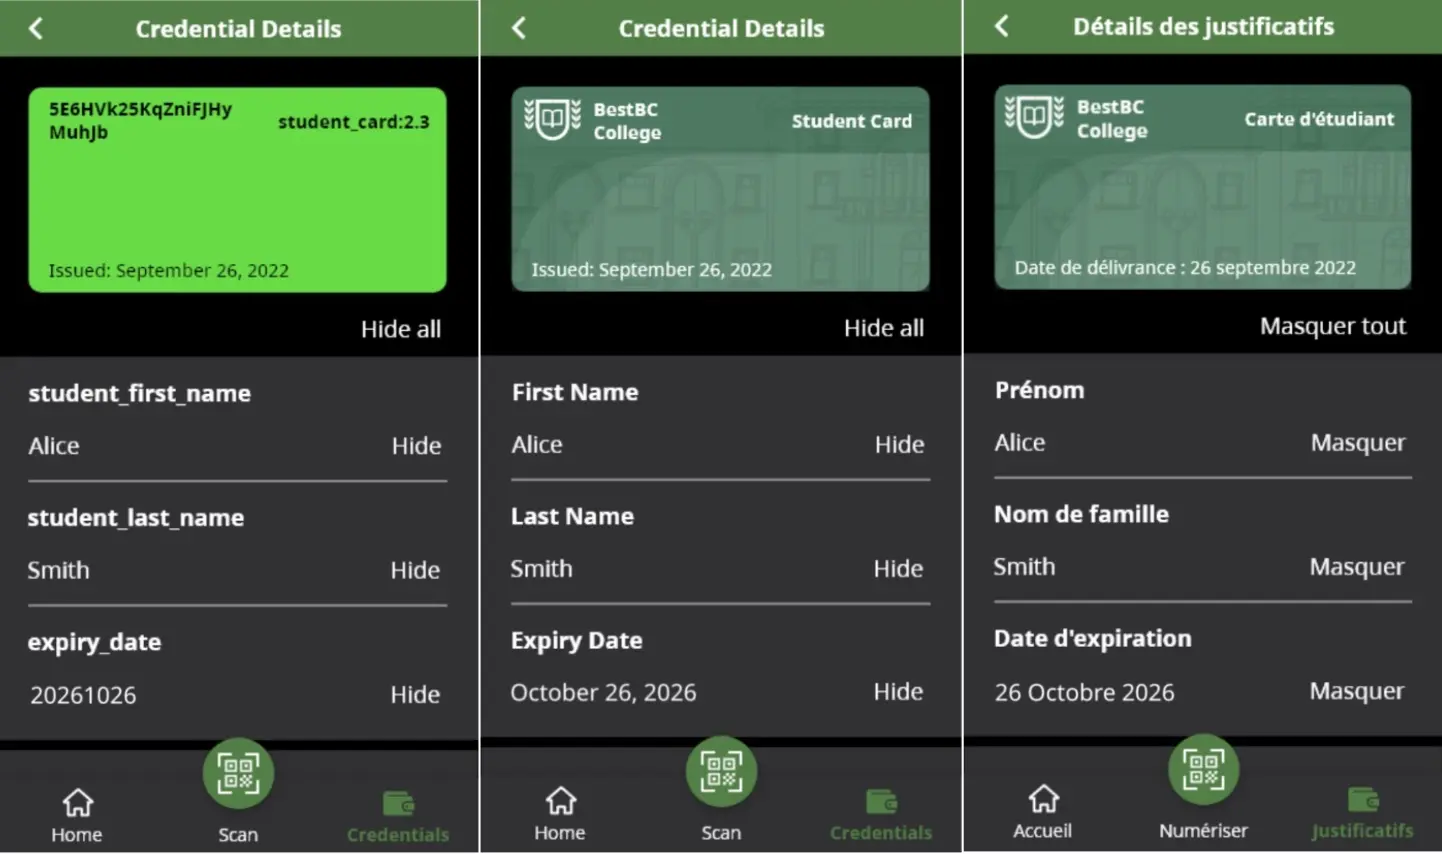 Credential Details
5E6HVk25KqZniFJHy
MuhJb
student_card:2.3
Issued: September 26, 2022
Hide all
student_first_name
Alice
Hide
student_last_name
Smith
Hide
expiry_date
20261026
Hide
Home
Scan
Credentials
Credential Details
BestBC
College
Student Card
Issued: September 26, 2022
Hide all
First Name
Alice
Hide
Last Name
Smith
Hide
Expiry Date
October 26, 2026
Hide
Home
Scan
Credentials
Détails des justificatifs
BestBC
College
Carte d'étudiant
Date de délivrance : 26 septembre 2022
Masquer tout
Prénom
Alice
Masquer
Nom de famille
Smith
Masquer
Date d'expiration
26 Octobre 2026
Masquer
Accueil
Numériser
Justificatifs